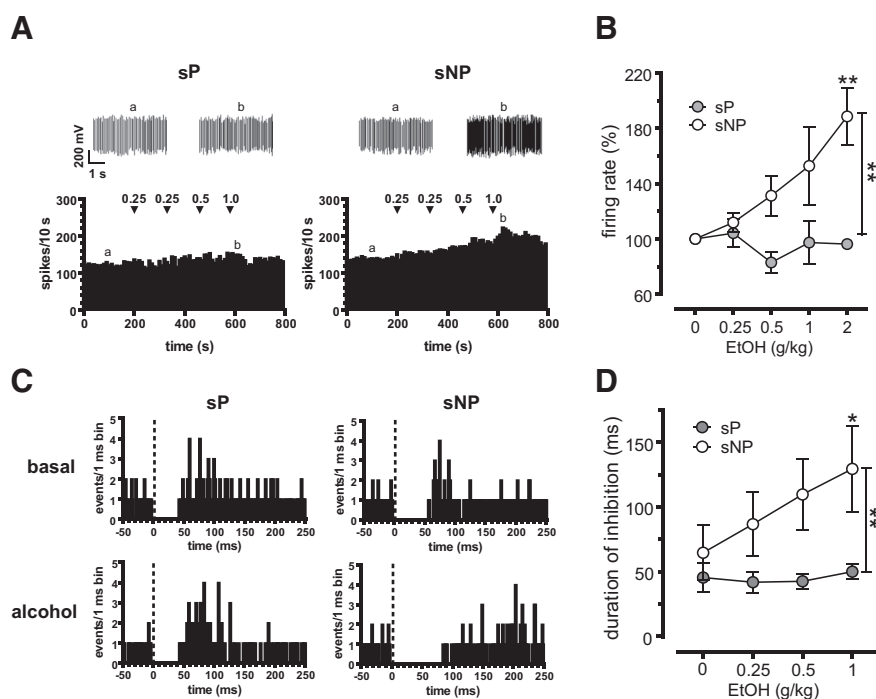 A
sP
sNP
a
b
a
b
200 mV
1 s
0.25 0.25 0.5 1.0
0.25 0.25 0.5 1.0
300
200
100
0
spikes/10 s
a
b
0 200 400 600 800
time (s)
300
200
100
0
spikes/10 s
a
b
0 200 400 600 800
time (s)
B
220
180
140
100
60
firing rate (%)
sP
sNP
**
**
0 0.25 0.5 1 2
EtOH (g/kg)
C
sP
sNP
basal
5
4
3
2
1
0
events/1 ms bin
-50 0 50 100 150 200 250
time (ms)
5
4
3
2
1
0
events/1 ms bin
-50 0 50 100 150 200 250
time (ms)
alcohol
5
4
3
2
1
0
events/1 ms bin
-50 0 50 100 150 200 250
time (ms)
5
4
3
2
1
0
events/1 ms bin
-50 0 50 100 150 200 250
time (ms)
D
150
100
50
0
duration of inhibition (ms)
sP
sNP
*
**
0 0.25 0.5 1
EtOH (g/kg)